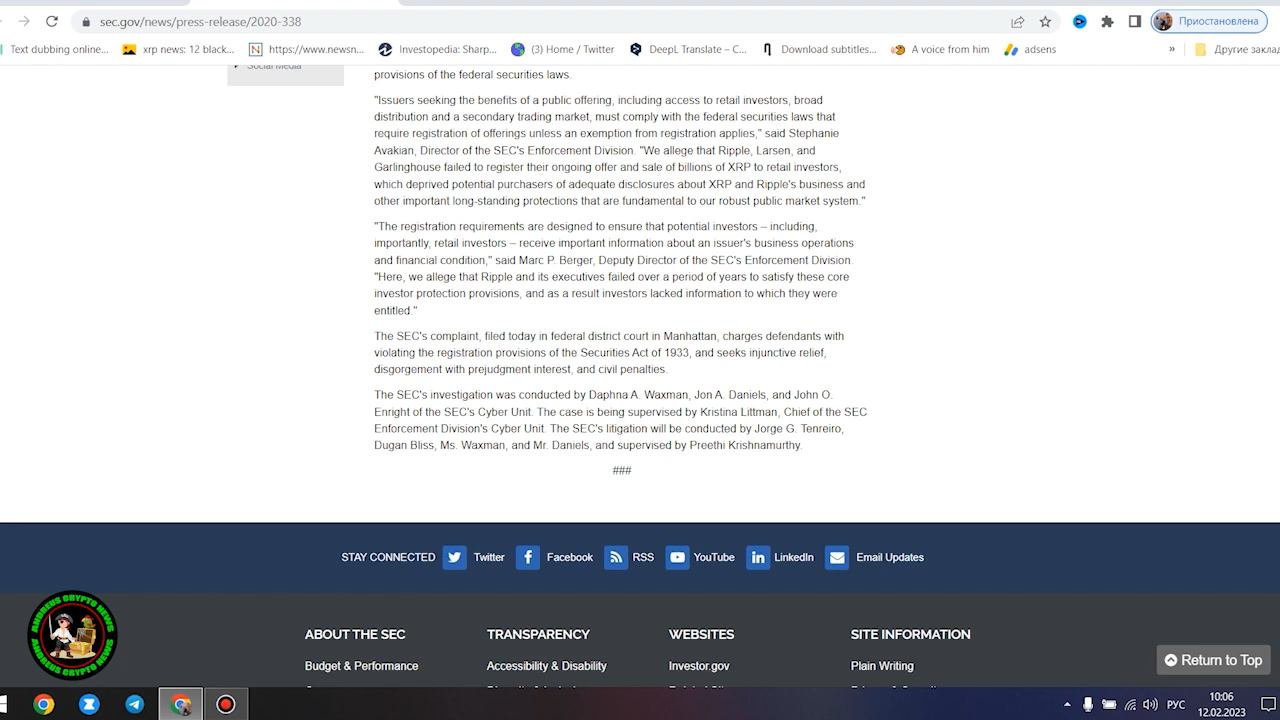 sec.gov/news/press-release/2020-338
Приостановлена
Text dubbing online...
xrp news: 12 black...
https://www.newsn...
Investopedia: Sharp...
(3) Home / Twitter
DeepL Translate – C...
Download subtitles...
A voice from him
adsens
»
Другие заклад
Social Media
provisions of the federal securities laws.
"Issuers seeking the benefits of a public offering, including access to retail investors, broad
distribution and a secondary trading market, must comply with the federal securities laws that
require registration of offerings unless an exemption from registration applies," said Stephanie
Avakian, Director of the SEC's Enforcement Division. "We allege that Ripple, Larsen, and
Garlinghouse failed to register their ongoing offer and sale of billions of XRP to retail investors,
which deprived potential purchasers of adequate disclosures about XRP and Ripple's business and
other important long-standing protections that are fundamental to our robust public market system."
"The registration requirements are designed to ensure that potential investors – including,
importantly, retail investors – receive important information about an issuer's business operations
and financial condition," said Marc P. Berger, Deputy Director of the SEC's Enforcement Division.
"Here, we allege that Ripple and its executives failed over a period of years to satisfy these core
investor protection provisions, and as a result investors lacked information to which they were
entitled."
The SEC's complaint, filed today in federal district court in Manhattan, charges defendants with
violating the registration provisions of the Securities Act of 1933, and seeks injunctive relief,
disgorgement with prejudgment interest, and civil penalties.
The SEC's investigation was conducted by Daphna A. Waxman, Jon A. Daniels, and John O.
Enright of the SEC's Cyber Unit. The case is being supervised by Kristina Littman, Chief of the SEC
Enforcement Division's Cyber Unit. The SEC's litigation will be conducted by Jorge G. Tenreiro,
Dugan Bliss, Ms. Waxman, and Mr. Daniels, and supervised by Preethi Krishnamurthy.
###
STAY CONNECTED Twitter Facebook RSS YouTube LinkedIn Email Updates
ANDREUS CRYPTO NEWS
ANDREUS CRYPTO NEWS
ABOUT THE SEC
TRANSPARENCY
WEBSITES
SITE INFORMATION
Budget & Performance
Accessibility & Disability
Investor.gov
Plain Writing
Return to Top
РУС
10:06
12.02.2023